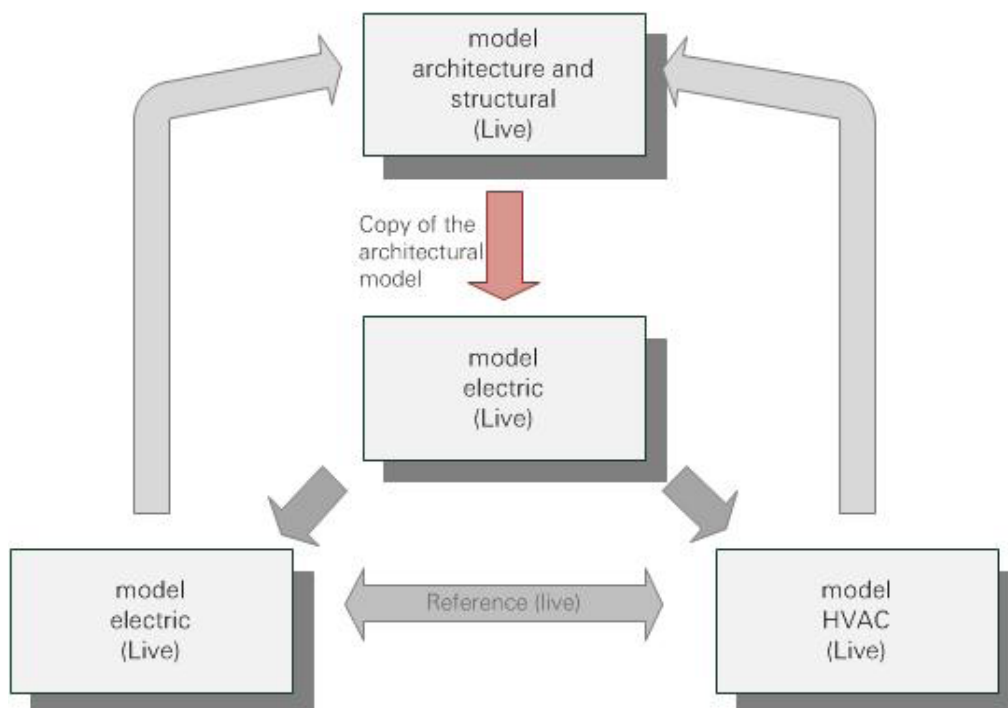 model
architecture and
structural
(Live)
Copy of the
architectural
model
model
electric
(Live)
model
electric
(Live)
Reference (live)
model
HVAC
(Live)